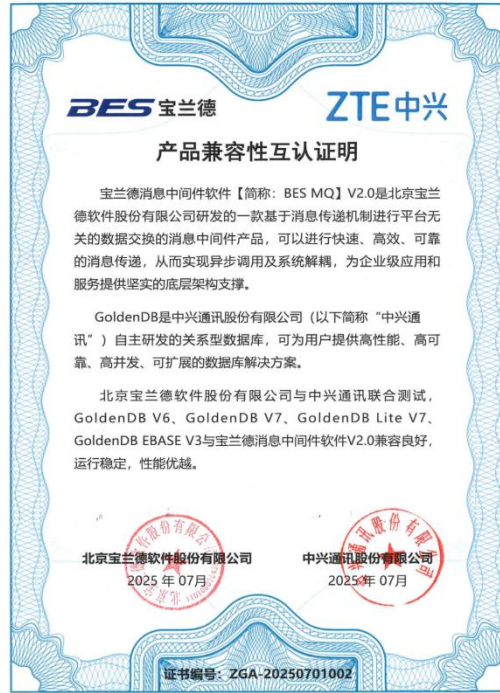 BES 宝兰德
ZTE中兴
产品兼容性互认证明
宝兰德消息中间件软件【简称：BES MQ】V2.0是北京宝兰
德软件股份有限公司研发的一款基于消息传递机制进行平台无
关的数据交换的消息中间件产品，可以进行快速、高效、可靠
的消息传递，从而实现异步调用及系统解耦，为企业级应用和
服务提供坚实的底层架构支撑。
GoldenDB是中兴通讯股份有限公司（以下简称“中兴通
讯”）自主研发的关系型数据库，可为用户提供高性能、高可
靠、高并发、可扩展的数据库解决方案。
北京宝兰德软件股份有限公司与中兴通讯联合测试，
GoldenDB V6、GoldenDB V7、GoldenDB Lite V7、
GoldenDB EBASE V3与宝兰德消息中间件软件V2.0兼容良好，
运行稳定，性能优越。
北京宝兰德软件股份有限公司
2025 年 07月
中兴通讯股份有限公司
2025 年 07月
中兴通讯股份有限公司
证书编号：ZGA-20250701002